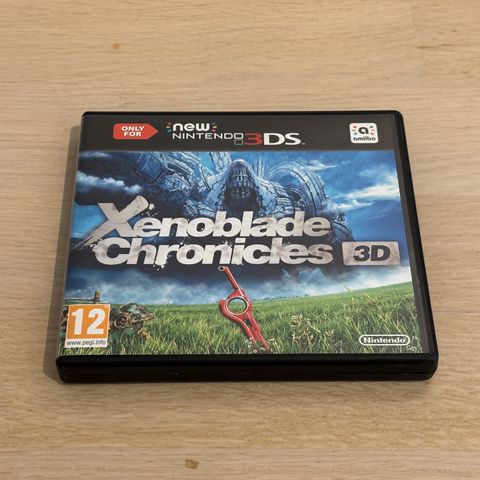 ONLY
FOR
new
NINTENDO 3DS
amiibo
Xenoblade
Chronicles 3D
12
www.pegi.info
Nintendo